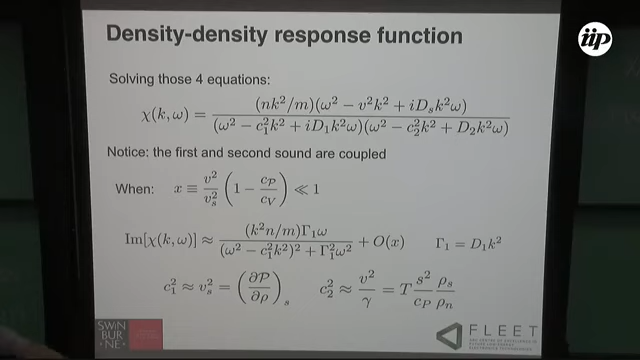 Density-density response function
iip
Solving those 4 equations:
χ(k, ω) = (nk²/m)(ω² − v²k² + iD_sk²ω) / (ω² − c₁²k² + iD₁k²ω)(ω² − c₂²k² + D₂k²ω)
Notice: the first and second sound are coupled
When: x ≡ v²/v_s² (1 − c_P/c_V) ≪ 1
Im[χ(k, ω)] ≈ (k²n/m)Γ₁ω / (ω² − c₁²k²)² + Γ₁²ω² + O(x) Γ₁ = D₁k²
c₁² ≈ v_s² = (∂P/∂ρ)_s c₂² ≈ v²/γ = T s²/c_P ρ_s/ρ_n
SWIN
BUR
NE
FLEET